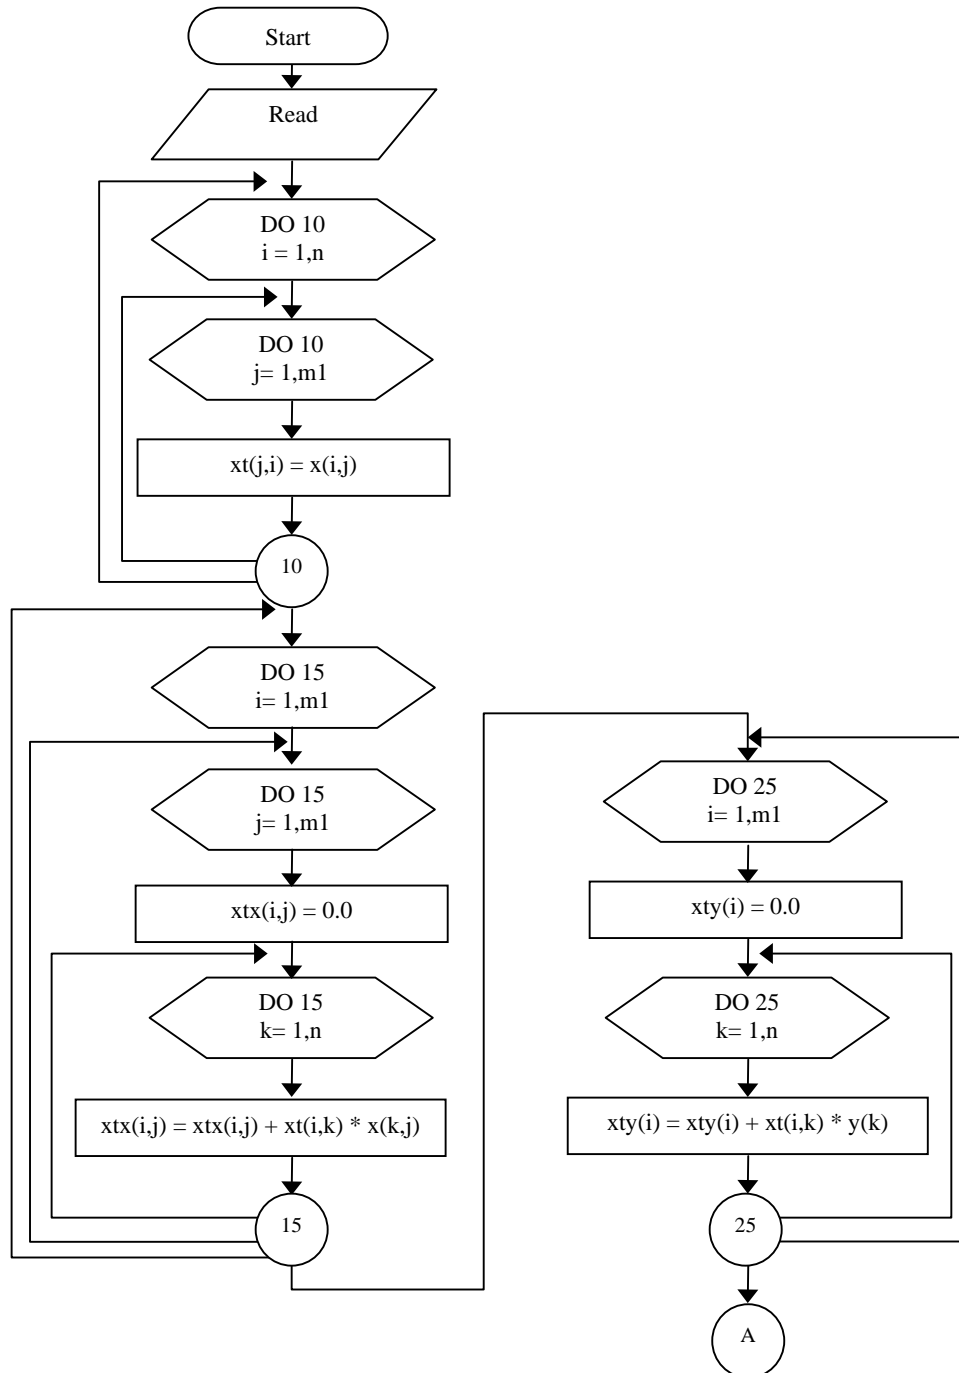 Start
Read
DO 10
i = 1,n
DO 10
j= 1,m1
xt(j,i) = x(i,j)
10
DO 15
i= 1,m1
DO 15
j= 1,m1
xtx(i,j) = 0.0
DO 15
k= 1,n
xtx(i,j) = xtx(i,j) + xt(i,k) * x(k,j)
15
DO 25
i= 1,m1
xty(i) = 0.0
DO 25
k= 1,n
xty(i) = xty(i) + xt(i,k) * y(k)
25
A